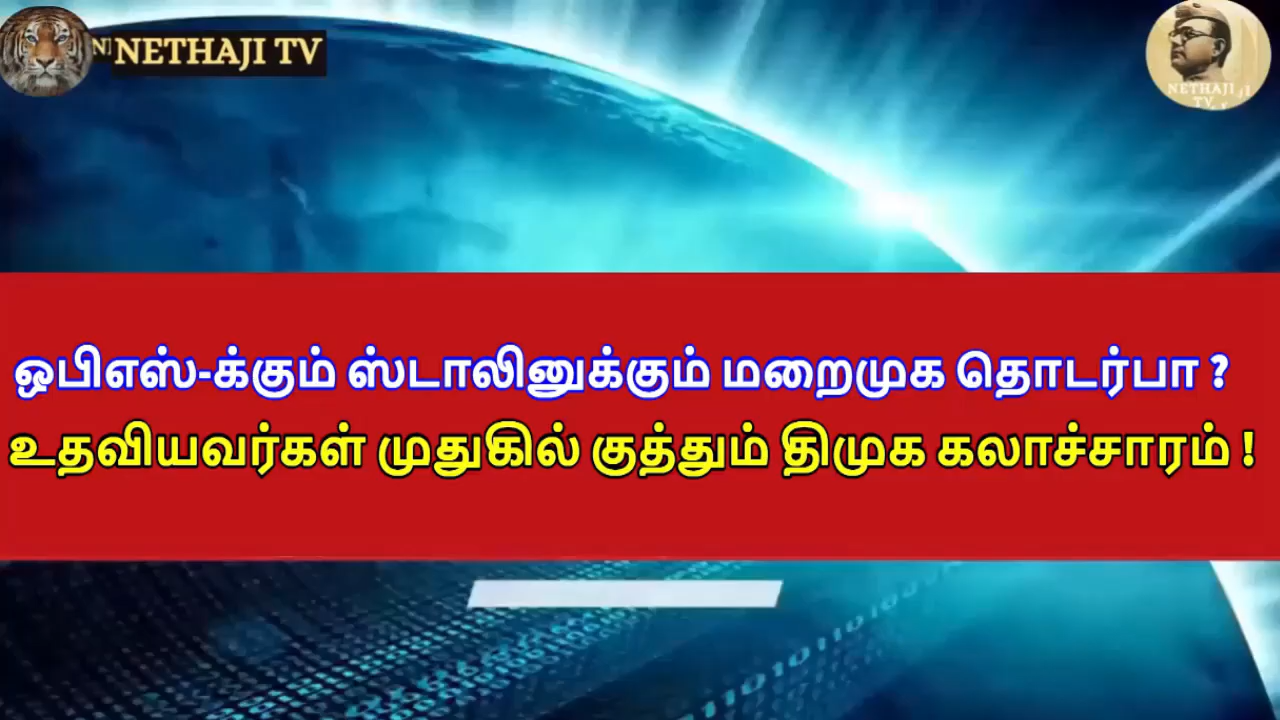 NETHAJI TV
NETHAJI
TV
ஒபிஎஸ்-க்கும் ஸ்டாலினுக்கும் மறைமுக தொடர்பா ?
உதவியவர்கள் முதுகில் குத்தும் திமுக கலாச்சாரம் !